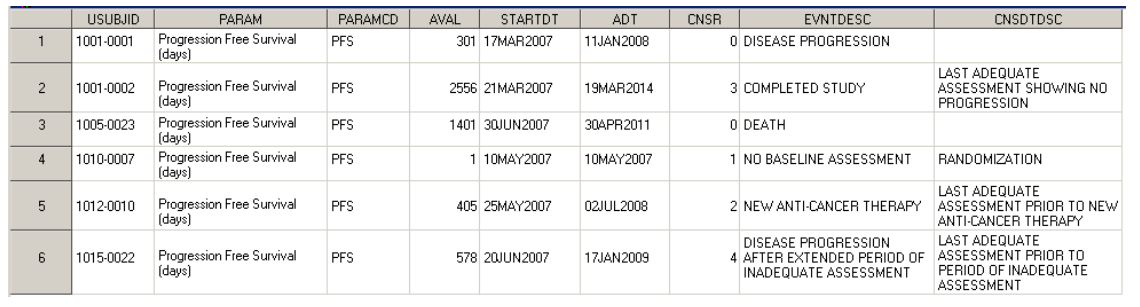 USUBJID PARAM PARAMCD AVAL STARTDT ADT CNSR EVNTDESC CNSDTDSC
1 1001-0001 Progression Free Survival (days) PFS 301 17MAR2007 11JAN2008 0 DISEASE PROGRESSION
2 1001-0002 Progression Free Survival (days) PFS 2556 21MAR2007 19MAR2014 3 COMPLETED STUDY LAST ADEQUATE ASSESSMENT SHOWING NO PROGRESSION
3 1005-0023 Progression Free Survival (days) PFS 1401 30JUN2007 30APR2011 0 DEATH
4 1010-0007 Progression Free Survival (days) PFS 1 10MAY2007 10MAY2007 1 NO BASELINE ASSESSMENT RANDOMIZATION
5 1012-0010 Progression Free Survival (days) PFS 405 25MAY2007 02JUL2008 2 NEW ANTI-CANCER THERAPY LAST ADEQUATE ASSESSMENT PRIOR TO NEW ANTI-CANCER THERAPY
6 1015-0022 Progression Free Survival (days) PFS 578 20JUN2007 17JAN2009 4 DISEASE PROGRESSION AFTER EXTENDED PERIOD OF INADEQUATE ASSESSMENT LAST ADEQUATE ASSESSMENT PRIOR TO PERIOD OF INADEQUATE ASSESSMENT